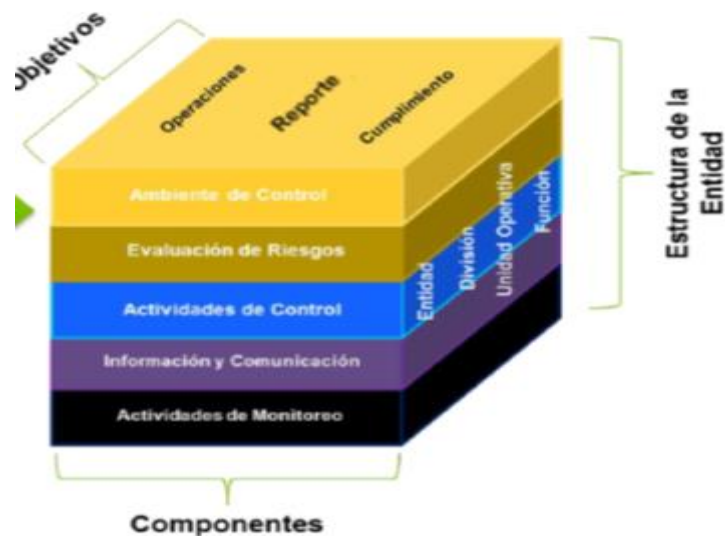 Objetivos
Operaciones
Reporte
Cumplimiento
Ambiente de Control
Evaluación de Riesgos
Actividades de Control
Información y Comunicación
Actividades de Monitoreo
Entidad
División
Unidad Operativa
Función
Estructura de la
Entidad
Componentes